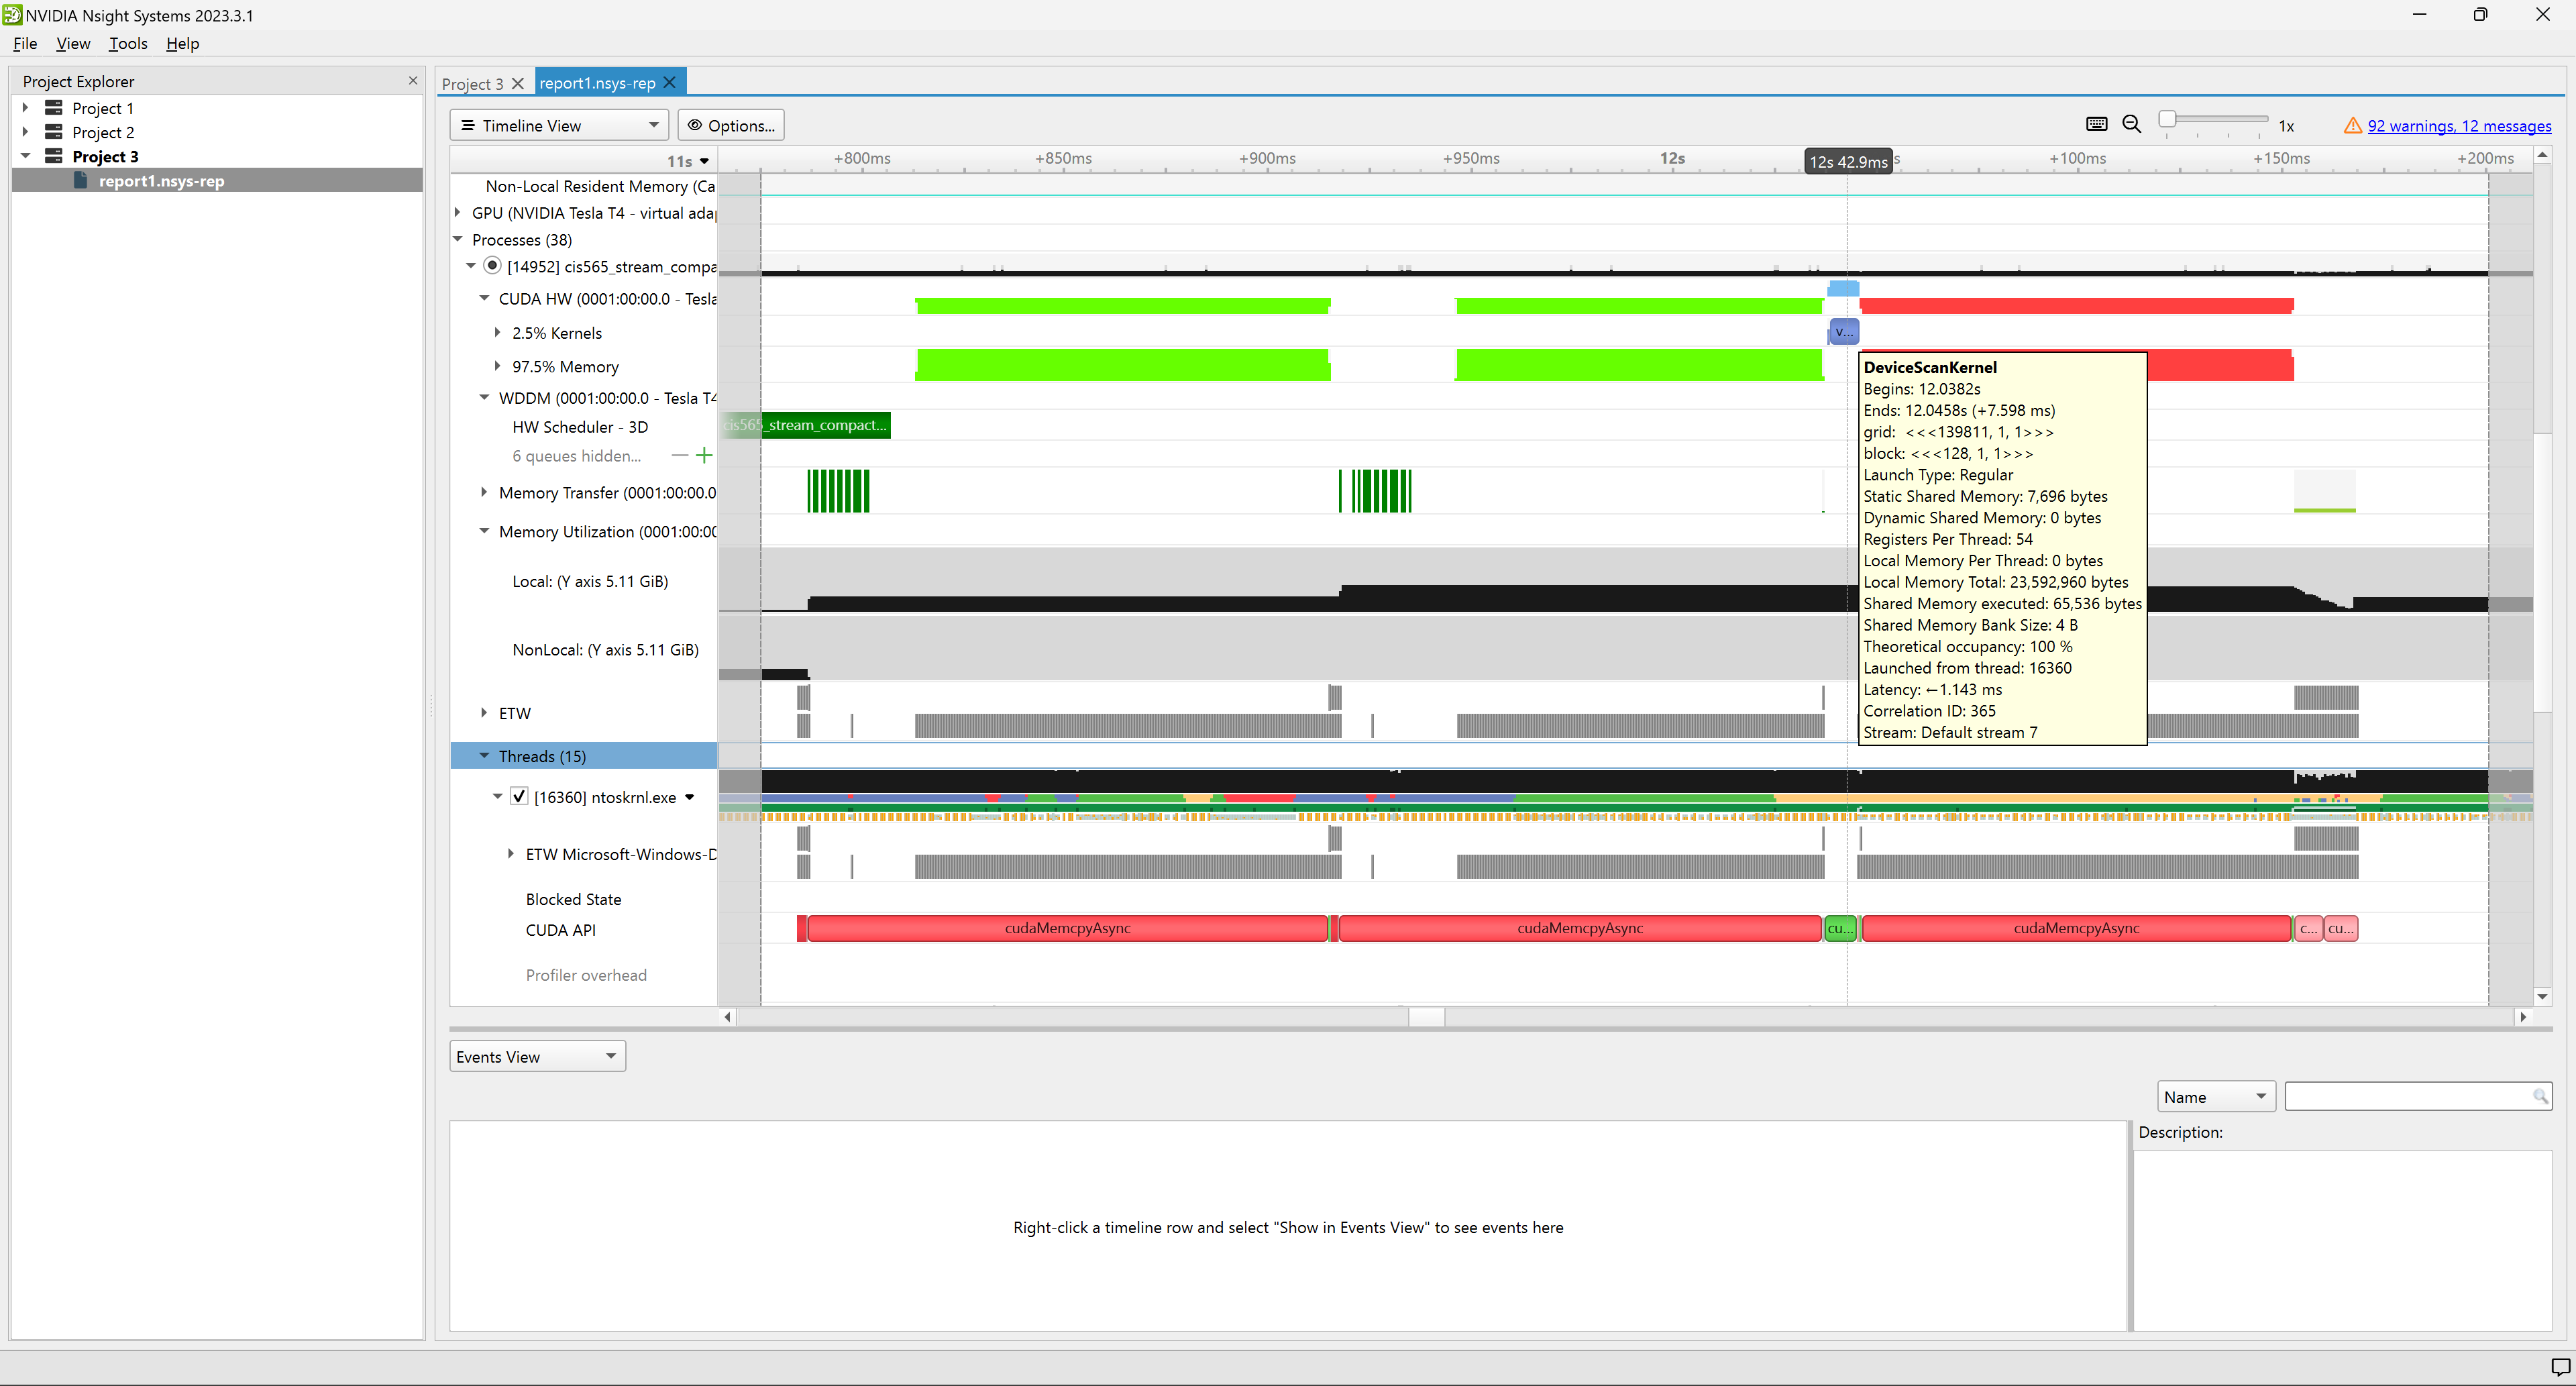 NVIDIA Nsight Systems 2023.3.1
File View Tools Help
Project Explorer
Project 1
Project 2
Project 3
report1.nsys-rep
Project 3
report1.nsys-rep
Timeline View
Options...
1x
92 warnings, 12 messages
11s
+800ms
+850ms
+900ms
+950ms
12s
12s 42.9ms
s
+100ms
+150ms
+200ms
Non-Local Resident Memory (Ca
GPU (NVIDIA Tesla T4 - virtual adap
Processes (38)
[14952] cis565_stream_compa
CUDA HW (0001:00:00.0 - Tesla
2.5% Kernels
v...
97.5% Memory
WDDM (0001:00:00.0 - Tesla T4
HW Scheduler - 3D
cis565_stream_compact...
6 queues hidden...
Memory Transfer (0001:00:00.0
Memory Utilization (0001:00:00
Local: (Y axis 5.11 GiB)
NonLocal: (Y axis 5.11 GiB)
ETW
DeviceScanKernel
Begins: 12.0382s
Ends: 12.0458s (+7.598 ms)
grid: <<<139811, 1, 1>>>
block: <<<128, 1, 1>>>
Launch Type: Regular
Static Shared Memory: 7,696 bytes
Dynamic Shared Memory: 0 bytes
Registers Per Thread: 54
Local Memory Per Thread: 0 bytes
Local Memory Total: 23,592,960 bytes
Shared Memory executed: 65,536 bytes
Shared Memory Bank Size: 4 B
Theoretical occupancy: 100 %
Launched from thread: 16360
Latency: ←1.143 ms
Correlation ID: 365
Stream: Default stream 7
Threads (15)
[16360] ntoskrnl.exe
ETW Microsoft-Windows-D
Blocked State
CUDA API
cudaMemcpyAsync
cudaMemcpyAsync
cu...
cudaMemcpyAsync
c...
cu...
Profiler overhead
Events View
Name
Description:
Right-click a timeline row and select "Show in Events View" to see events here